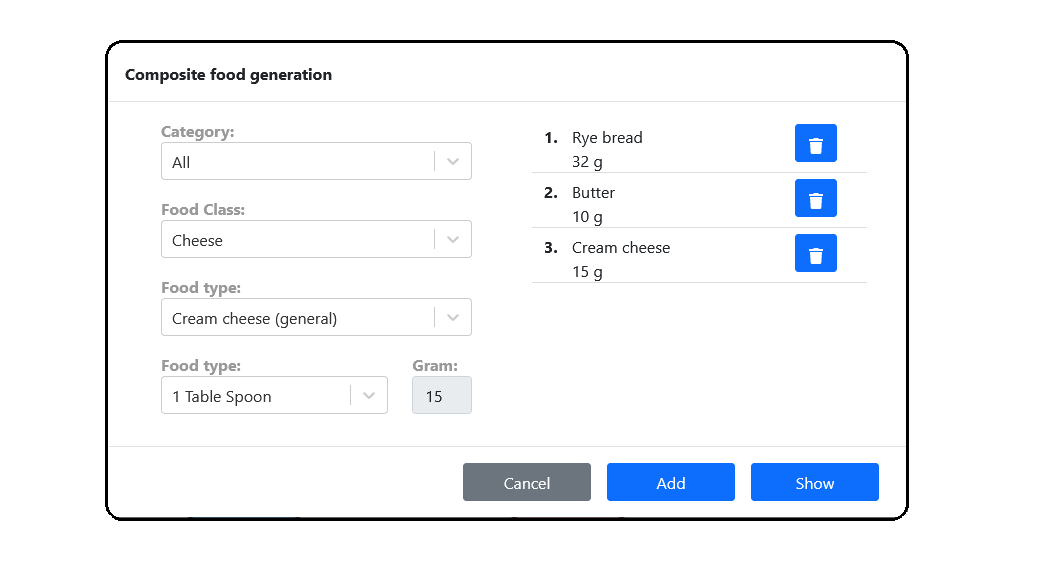 Composite food generation
Category:
All
Food Class:
Cheese
Food type:
Cream cheese (general)
Food type:
1 Table Spoon
Gram:
15
1. Rye bread
32 g
2. Butter
10 g
3. Cream cheese
15 g
Cancel
Add
Show